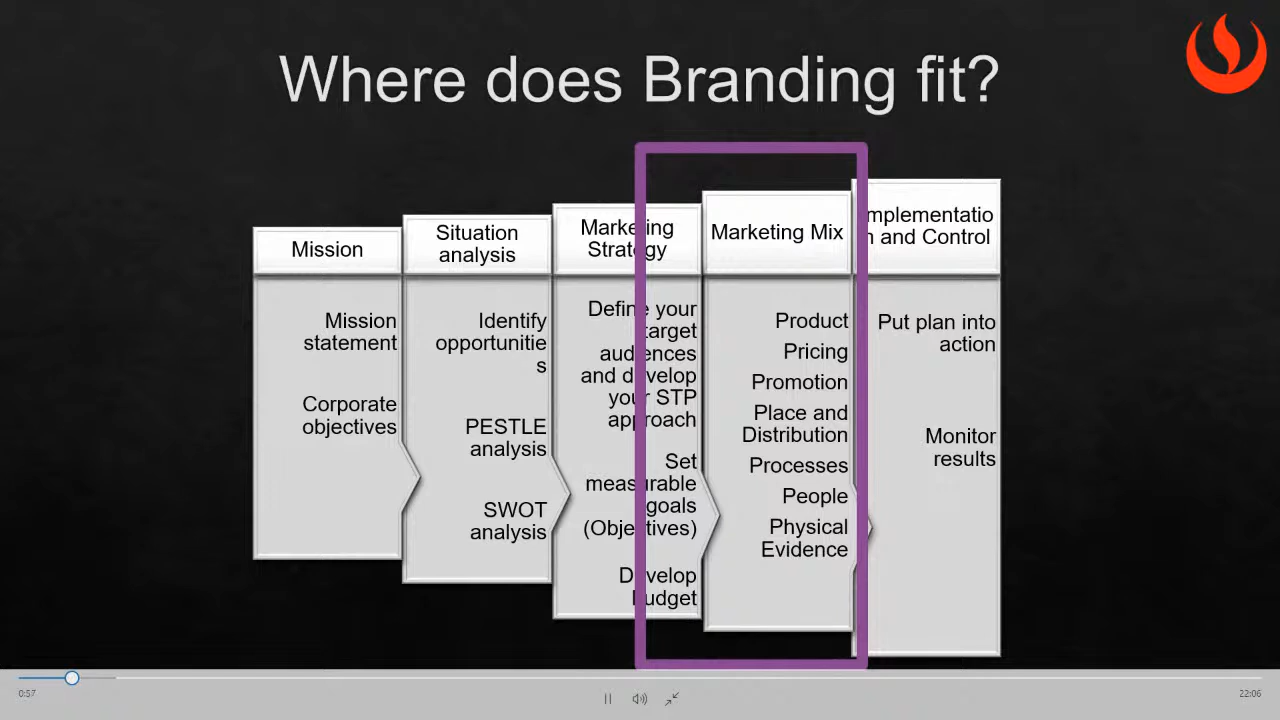 Where does Branding fit?
Mission
Mission
statement
Corporate
objectives
Situation
analysis
Identify
opportunitie
s
PESTLE
analysis
SWOT
analysis
Marketing
Strategy
Define your
target
audiences
and develop
your STP
approach
Set
measurable
goals
(Objectives)
Develop
budget
Marketing Mix
Product
Pricing
Promotion
Place and
Distribution
Processes
People
Physical
Evidence
mplementatio
n and Control
Put plan into
action
Monitor
results
0:57
22:06